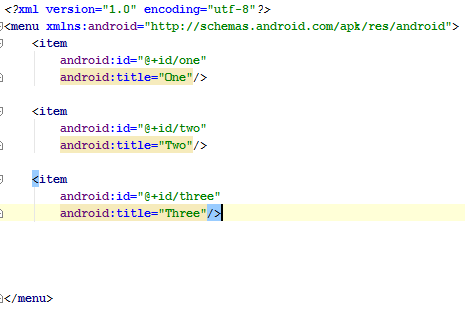 <?xml version="1.0" encoding="utf-8"?>
<menu xmlns:android="http://schemas.android.com/apk/res/android">
<item
android:id="@+id/one"
android:title="One"/>
<item
android:id="@+id/two"
android:title="Two"/>
<item
android:id="@+id/three"
android:title="Three"/>
</menu>